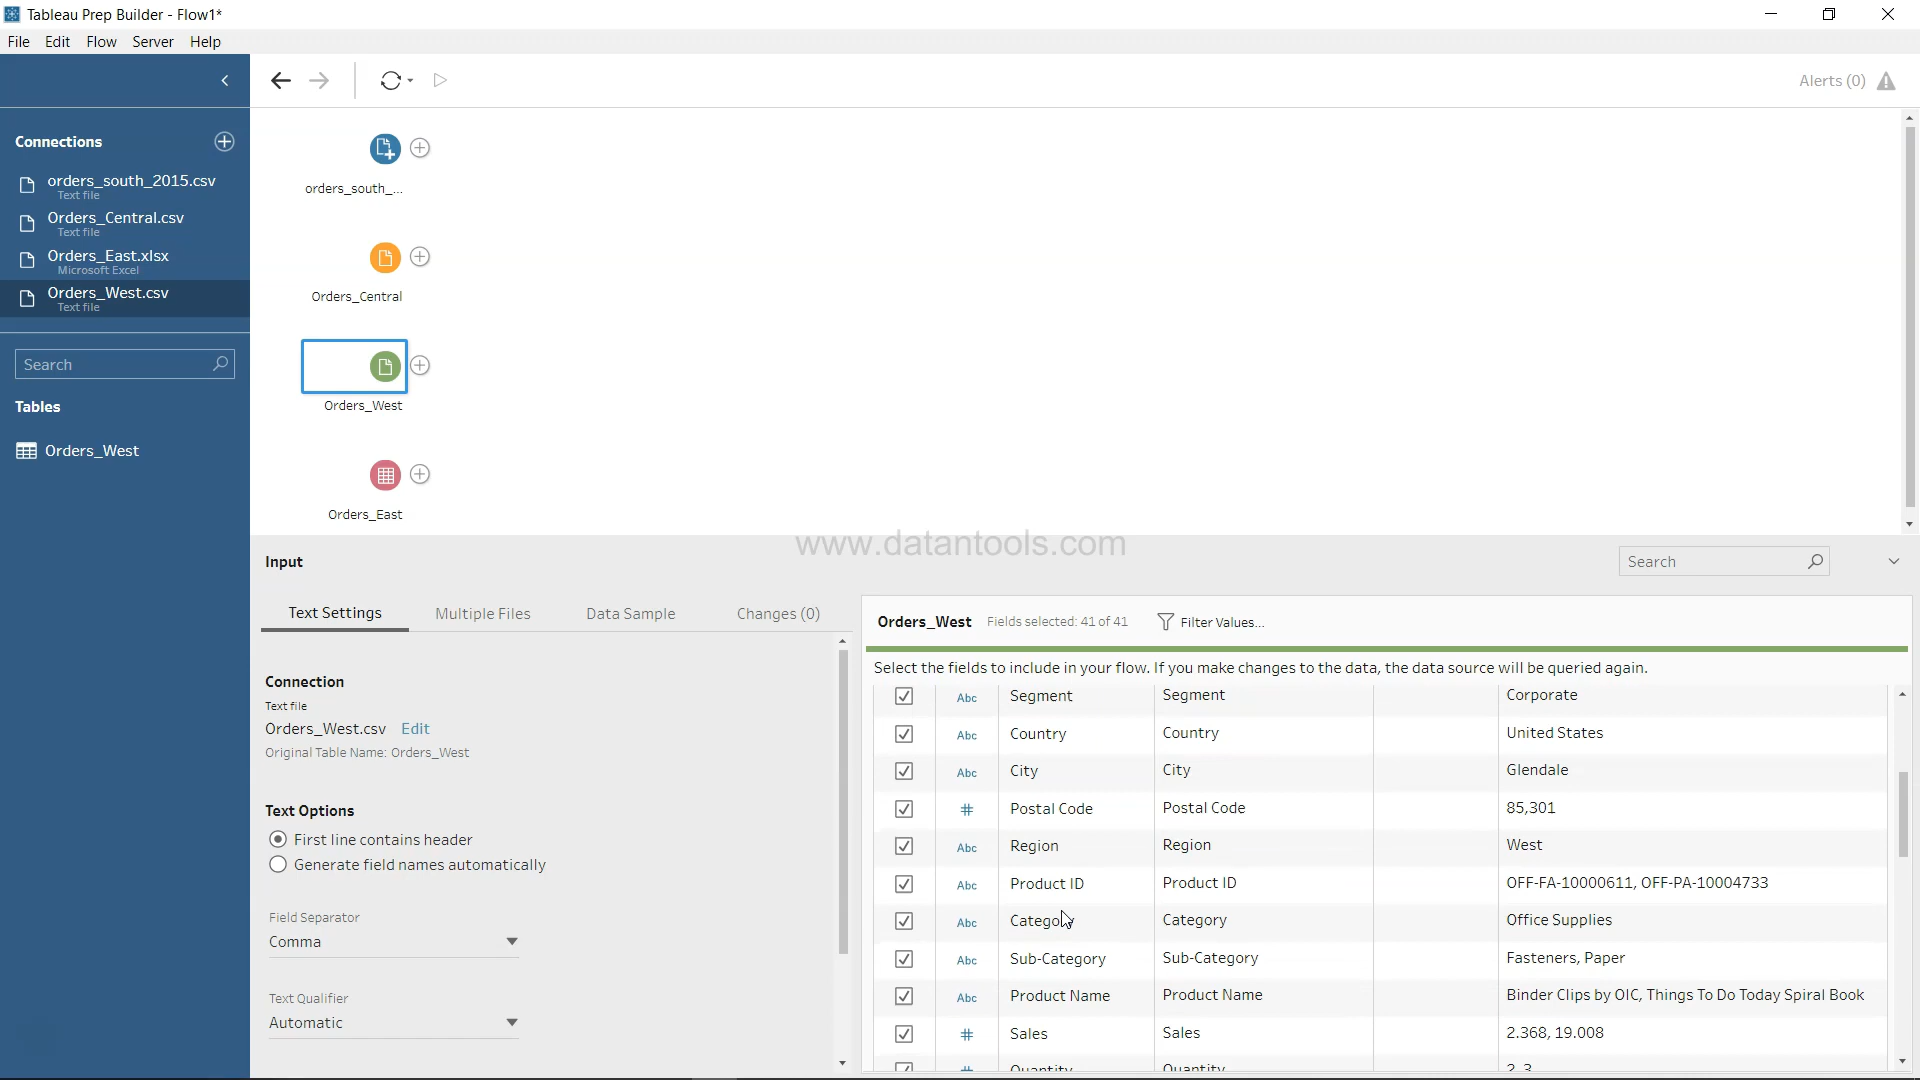 Tableau Prep Builder - Flow1*
File Edit Flow Server Help
Alerts (0)
Connections
orders_south_2015.csv
Text file
Orders_Central.csv
Text file
Orders_East.xlsx
Microsoft Excel
Orders_West.csv
Text file
Search
Tables
Orders_West
orders_south_...
Orders_Central
Orders_West
Orders_East
www.datantools.com
Input
Search
Text Settings Multiple Files Data Sample Changes (0)
Connection
Text file
Orders_West.csv Edit
Original Table Name: Orders_West
Text Options
First line contains header
Generate field names automatically
Field Separator
Comma
Text Qualifier
Automatic
Orders_West Fields selected: 41 of 41 Filter Values...
Select the fields to include in your flow. If you make changes to the data, the data source will be queried again.
Abc Segment Segment Corporate
Abc Country Country United States
Abc City City Glendale
# Postal Code Postal Code 85,301
Abc Region Region West
Abc Product ID Product ID OFF-FA-10000611, OFF-PA-10004733
Abc Category Category Office Supplies
Abc Sub-Category Sub-Category Fasteners, Paper
Abc Product Name Product Name Binder Clips by OIC, Things To Do Today Spiral Book
# Sales Sales 2.368, 19.008
# Quantity Quantity 2, 3